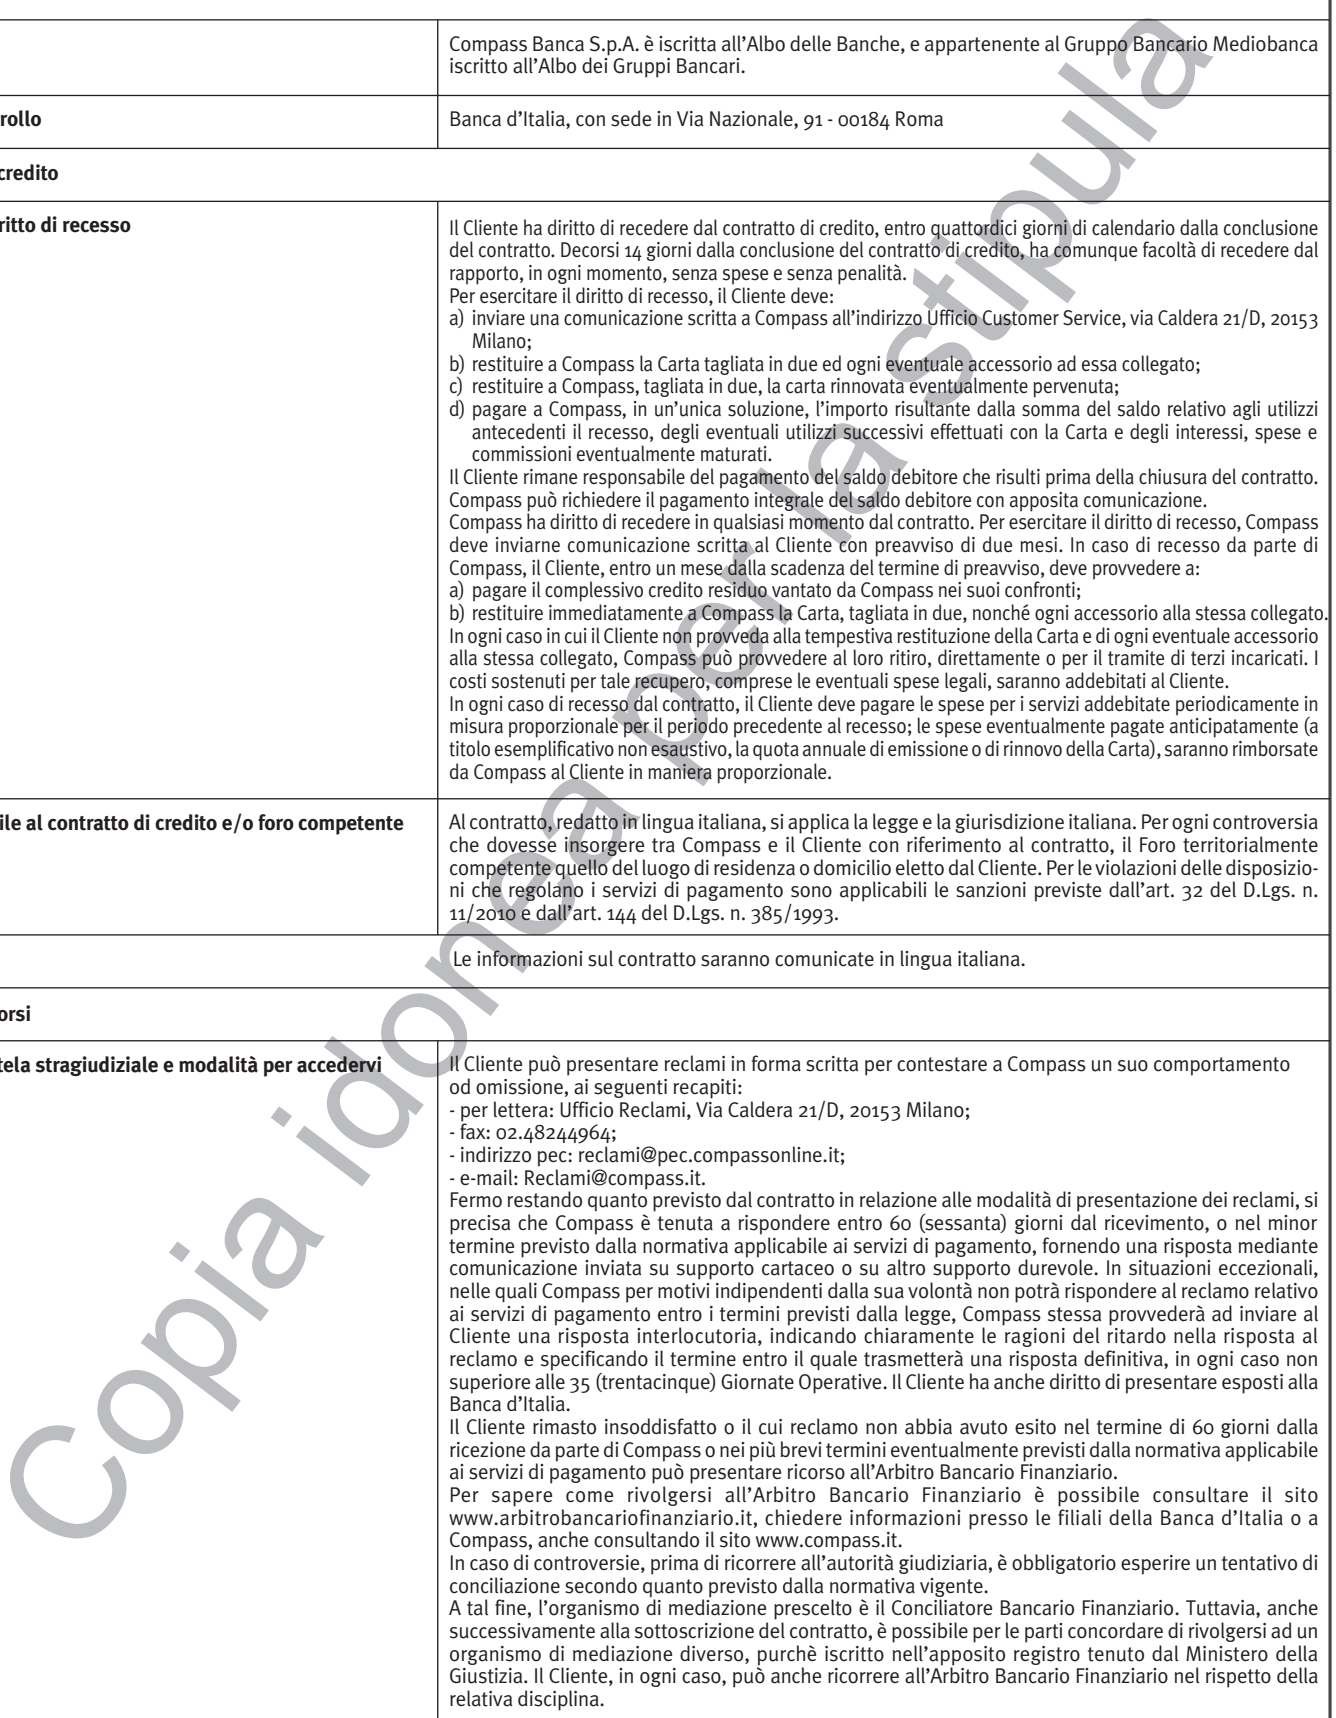 Compass Banca S.p.A. è iscritta all'Albo delle Banche, e appartenente al Gruppo Bancario Mediobanca
iscritto all'Albo dei Gruppi Bancari.
rollo
Banca d'Italia, con sede in Via Nazionale, 91 - 00184 Roma
credito
ritto di recesso
Il Cliente ha diritto di recedere dal contratto di credito, entro quattordici giorni di calendario dalla conclusione
del contratto. Decorsi 14 giorni dalla conclusione del contratto di credito, ha comunque facoltà di recedere dal
rapporto, in ogni momento, senza spese e senza penalità.
Per esercitare il diritto di recesso, il Cliente deve:
a) inviare una comunicazione scritta a Compass all'indirizzo Ufficio Customer Service, via Caldera 21/D, 20153
Milano;
b) restituire a Compass la Carta tagliata in due ed ogni eventuale accessorio ad essa collegato;
c) restituire a Compass, tagliata in due, la carta rinnovata eventualmente pervenuta;
d) pagare a Compass, in un'unica soluzione, l'importo risultante dalla somma del saldo relativo agli utilizzi
antecedenti il recesso, degli eventuali utilizzi successivi effettuati con la Carta e degli interessi, spese e
commissioni eventualmente maturati.
Il Cliente rimane responsabile del pagamento del saldo debitore che risulti prima della chiusura del contratto.
Compass può richiedere il pagamento integrale del saldo debitore con apposita comunicazione.
Compass ha diritto di recedere in qualsiasi momento dal contratto. Per esercitare il diritto di recesso, Compass
deve inviarne comunicazione scritta al Cliente con preavviso di due mesi. In caso di recesso da parte di
Compass, il Cliente, entro un mese dalla scadenza del termine di preavviso, deve provvedere a:
a) pagare il complessivo credito residuo vantato da Compass nei suoi confronti;
b) restituire immediatamente a Compass la Carta, tagliata in due, nonché ogni accessorio alla stessa collegato.
In ogni caso in cui il Cliente non provveda alla tempestiva restituzione della Carta e di ogni eventuale accessorio
alla stessa collegato, Compass può provvedere al loro ritiro, direttamente o per il tramite di terzi incaricati. I
costi sostenuti per tale recupero, comprese le eventuali spese legali, saranno addebitati al Cliente.
In ogni caso di recesso dal contratto, il Cliente deve pagare le spese per i servizi addebitate periodicamente in
misura proporzionale per il periodo precedente al recesso; le spese eventualmente pagate anticipatamente (a
titolo esemplificativo non esaustivo, la quota annuale di emissione o di rinnovo della Carta), saranno rimborsate
da Compass al Cliente in maniera proporzionale.
ile al contratto di credito e/o foro competente
Al contratto, redatto in lingua italiana, si applica la legge e la giurisdizione italiana. Per ogni controversia
che dovesse insorgere tra Compass e il Cliente con riferimento al contratto, il Foro territorialmente
competente quello del luogo di residenza o domicilio eletto dal Cliente. Per le violazioni delle disposizio-
ni che regolano i servizi di pagamento sono applicabili le sanzioni previste dall'art. 32 del D.Lgs. n.
11/2010 e dall'art. 144 del D.Lgs. n. 385/1993.
Le informazioni sul contratto saranno comunicate in lingua italiana.
orsi
tela stragiudiziale e modalità per accedervi
Il Cliente può presentare reclami in forma scritta per contestare a Compass un suo comportamento
od omissione, ai seguenti recapiti:
- per lettera: Ufficio Reclami, Via Caldera 21/D, 20153 Milano;
- fax: 02.48244964;
- indirizzo pec: reclami@pec.compassonline.it;
- e-mail: Reclami@compass.it.
Fermo restando quanto previsto dal contratto in relazione alle modalità di presentazione dei reclami, si
precisa che Compass è tenuta a rispondere entro 60 (sessanta) giorni dal ricevimento, o nel minor
termine previsto dalla normativa applicabile ai servizi di pagamento, fornendo una risposta mediante
comunicazione inviata su supporto cartaceo o su altro supporto durevole. In situazioni eccezionali,
nelle quali Compass per motivi indipendenti dalla sua volontà non potrà rispondere al reclamo relativo
ai servizi di pagamento entro i termini previsti dalla legge, Compass stessa provvederà ad inviare al
Cliente una risposta interlocutoria, indicando chiaramente le ragioni del ritardo nella risposta al
reclamo e specificando il termine entro il quale trasmetterà una risposta definitiva, in ogni caso non
superiore alle 35 (trentacinque) Giornate Operative. Il Cliente ha anche diritto di presentare esposti alla
Banca d'Italia.
Il Cliente rimasto insoddisfatto o il cui reclamo non abbia avuto esito nel termine di 60 giorni dalla
ricezione da parte di Compass o nei più brevi termini eventualmente previsti dalla normativa applicabile
ai servizi di pagamento può presentare ricorso all'Arbitro Bancario Finanziario.
Per sapere come rivolgersi all'Arbitro Bancario Finanziario è possibile consultare il sito
www.arbitrobancariofinanziario.it, chiedere informazioni presso le filiali della Banca d'Italia o a
Compass, anche consultando il sito www.compass.it.
In caso di controversie, prima di ricorrere all'autorità giudiziaria, è obbligatorio esperire un tentativo di
conciliazione secondo quanto previsto dalla normativa vigente.
A tal fine, l'organismo di mediazione prescelto è il Conciliatore Bancario Finanziario. Tuttavia, anche
successivamente alla sottoscrizione del contratto, è possibile per le parti concordare di rivolgersi ad un
organismo di mediazione diverso, purchè iscritto nell'apposito registro tenuto dal Ministero della
Giustizia. Il Cliente, in ogni caso, può anche ricorrere all'Arbitro Bancario Finanziario nel rispetto della
relativa disciplina.
Copia idonea per la stipula